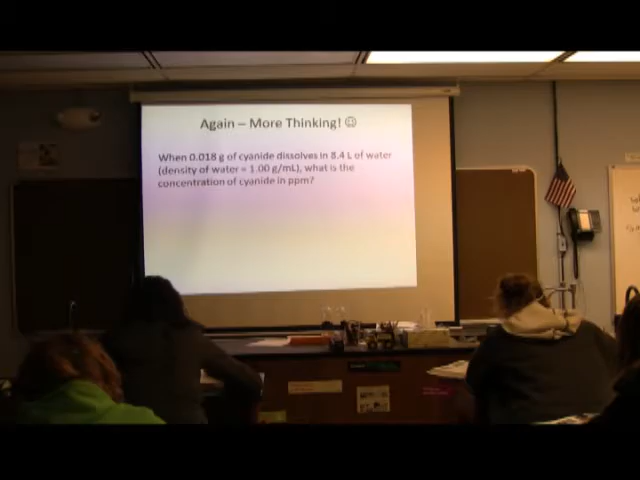 Again – More Thinking! ☺
When 0.018 g of cyanide dissolves in 8.4 L of water
(density of water = 1.00 g/mL), what is the
concentration of cyanide in ppm?